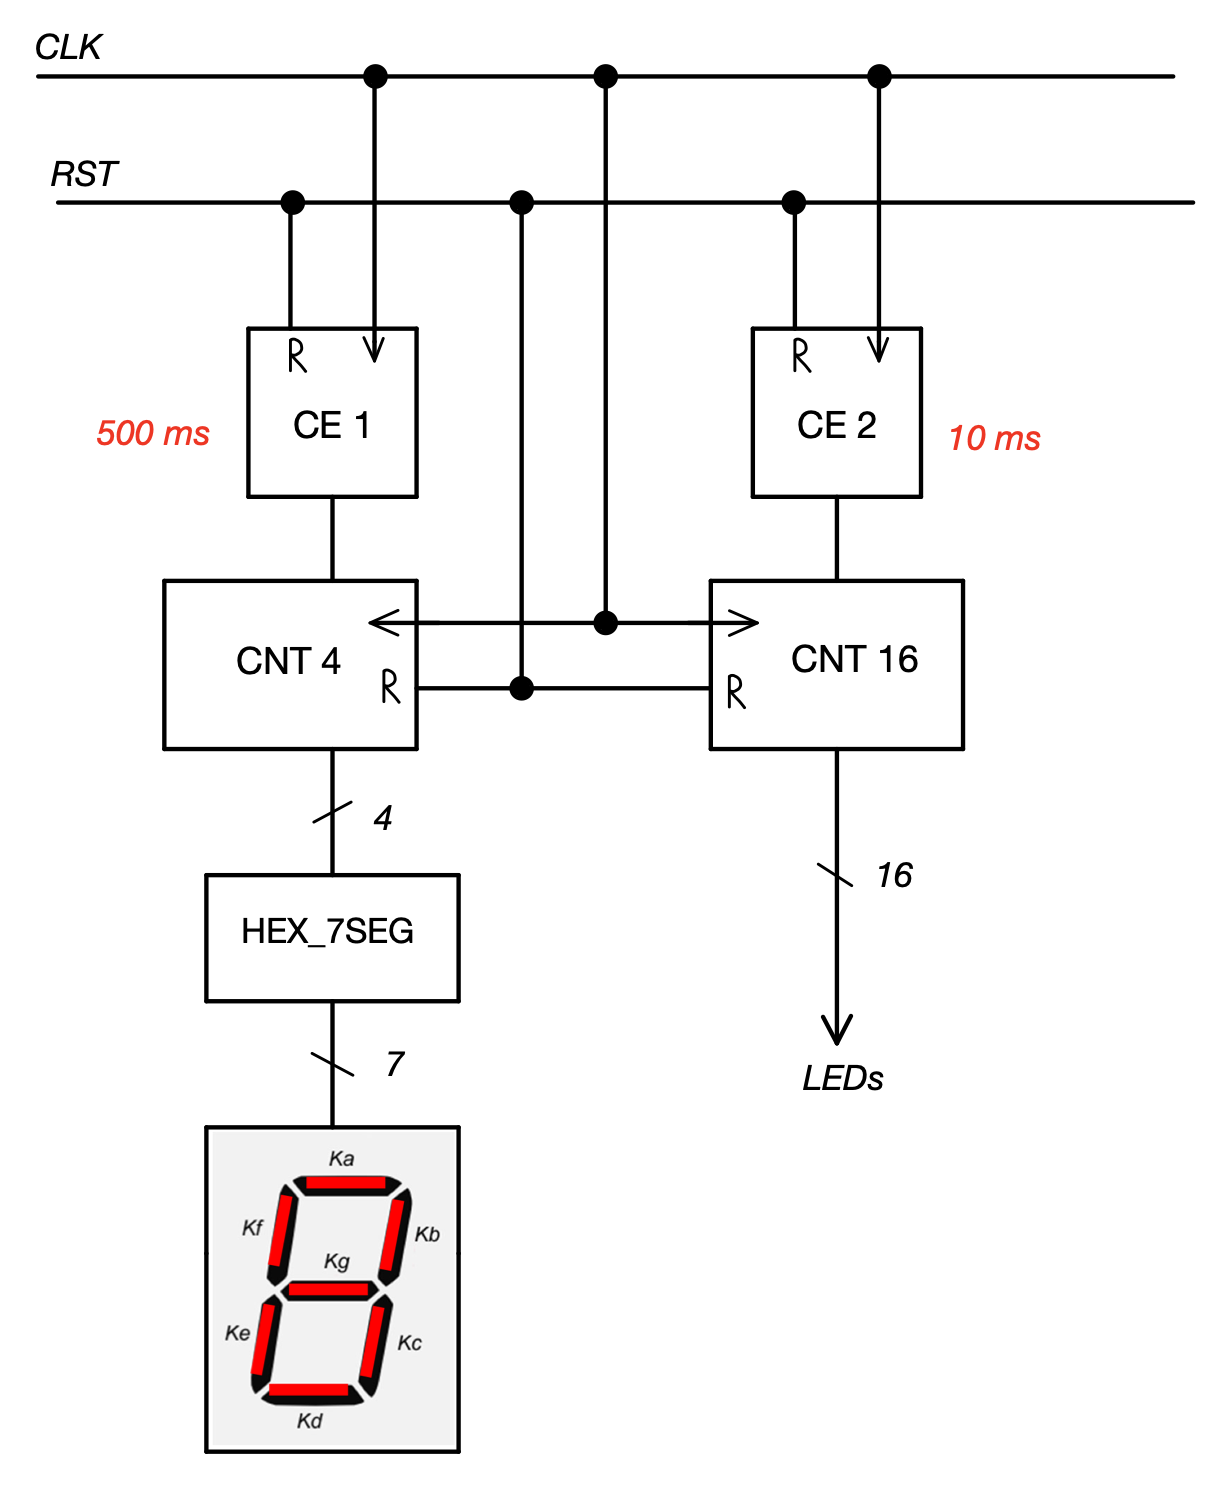 CLK
RST
R
CE 1
500 ms
R
CE 2
10 ms
CNT 4
R
CNT 16
R
4
16
HEX_7SEG
7
LEDs
Ka
Kf
Kb
Kg
Ke
Kc
Kd